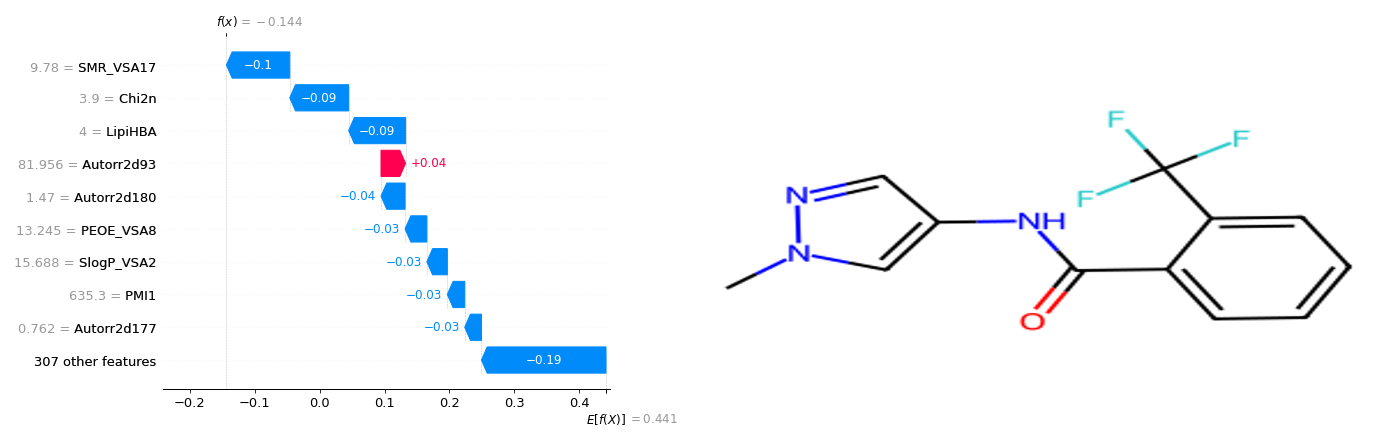 f(x) = −0.144
9.78 = SMR_VSA17
−0.1
3.9 = Chi2n
−0.09
4 = LipiHBA
−0.09
81.956 = Autorr2d93
+0.04
1.47 = Autorr2d180
−0.04
13.245 = PEOE_VSA8
−0.03
15.688 = SlogP_VSA2
−0.03
635.3 = PMI1
−0.03
0.762 = Autorr2d177
−0.03
307 other features
−0.19
−0.2 −0.1 0.0 0.1 0.2 0.3 0.4
E[f(X)] = 0.441
F
F
F
N
NH
N
O